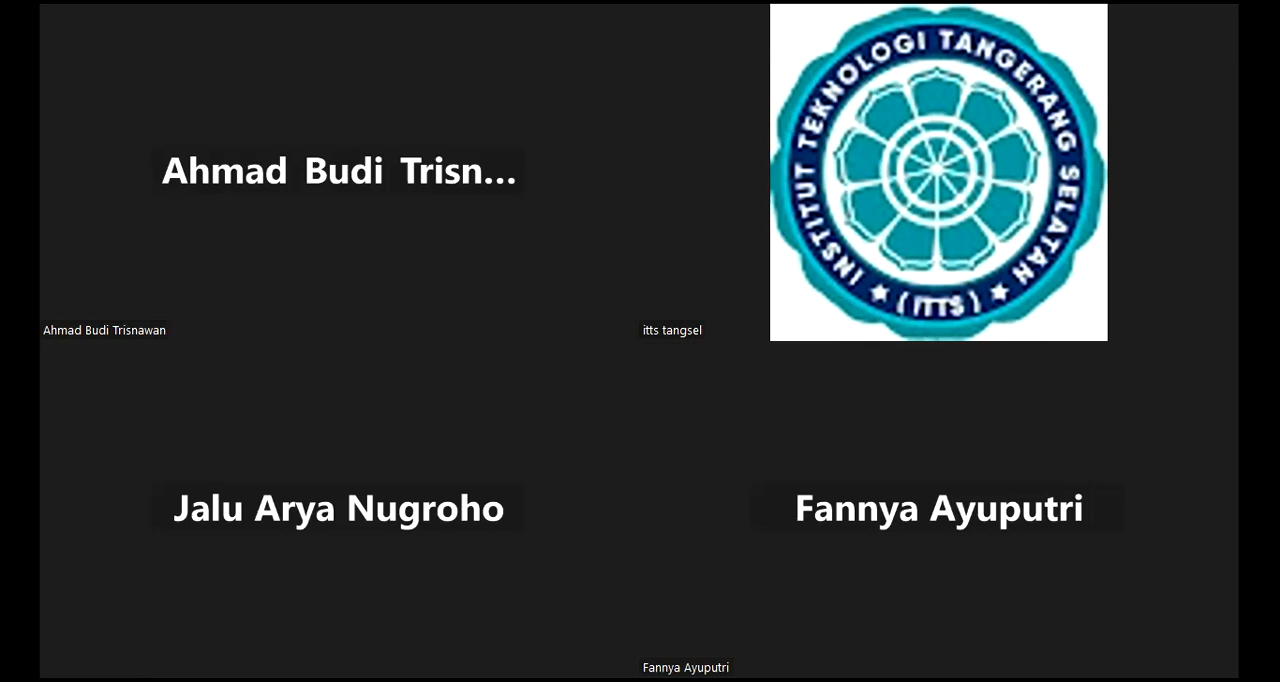 Ahmad Budi Trisn...
Ahmad Budi Trisnawan
INSTITUT TEKNOLOGI TANGERANG SELATAN
( ITTS )
itts tangsel
Jalu Arya Nugroho
Fannya Ayuputri
Fannya Ayuputri